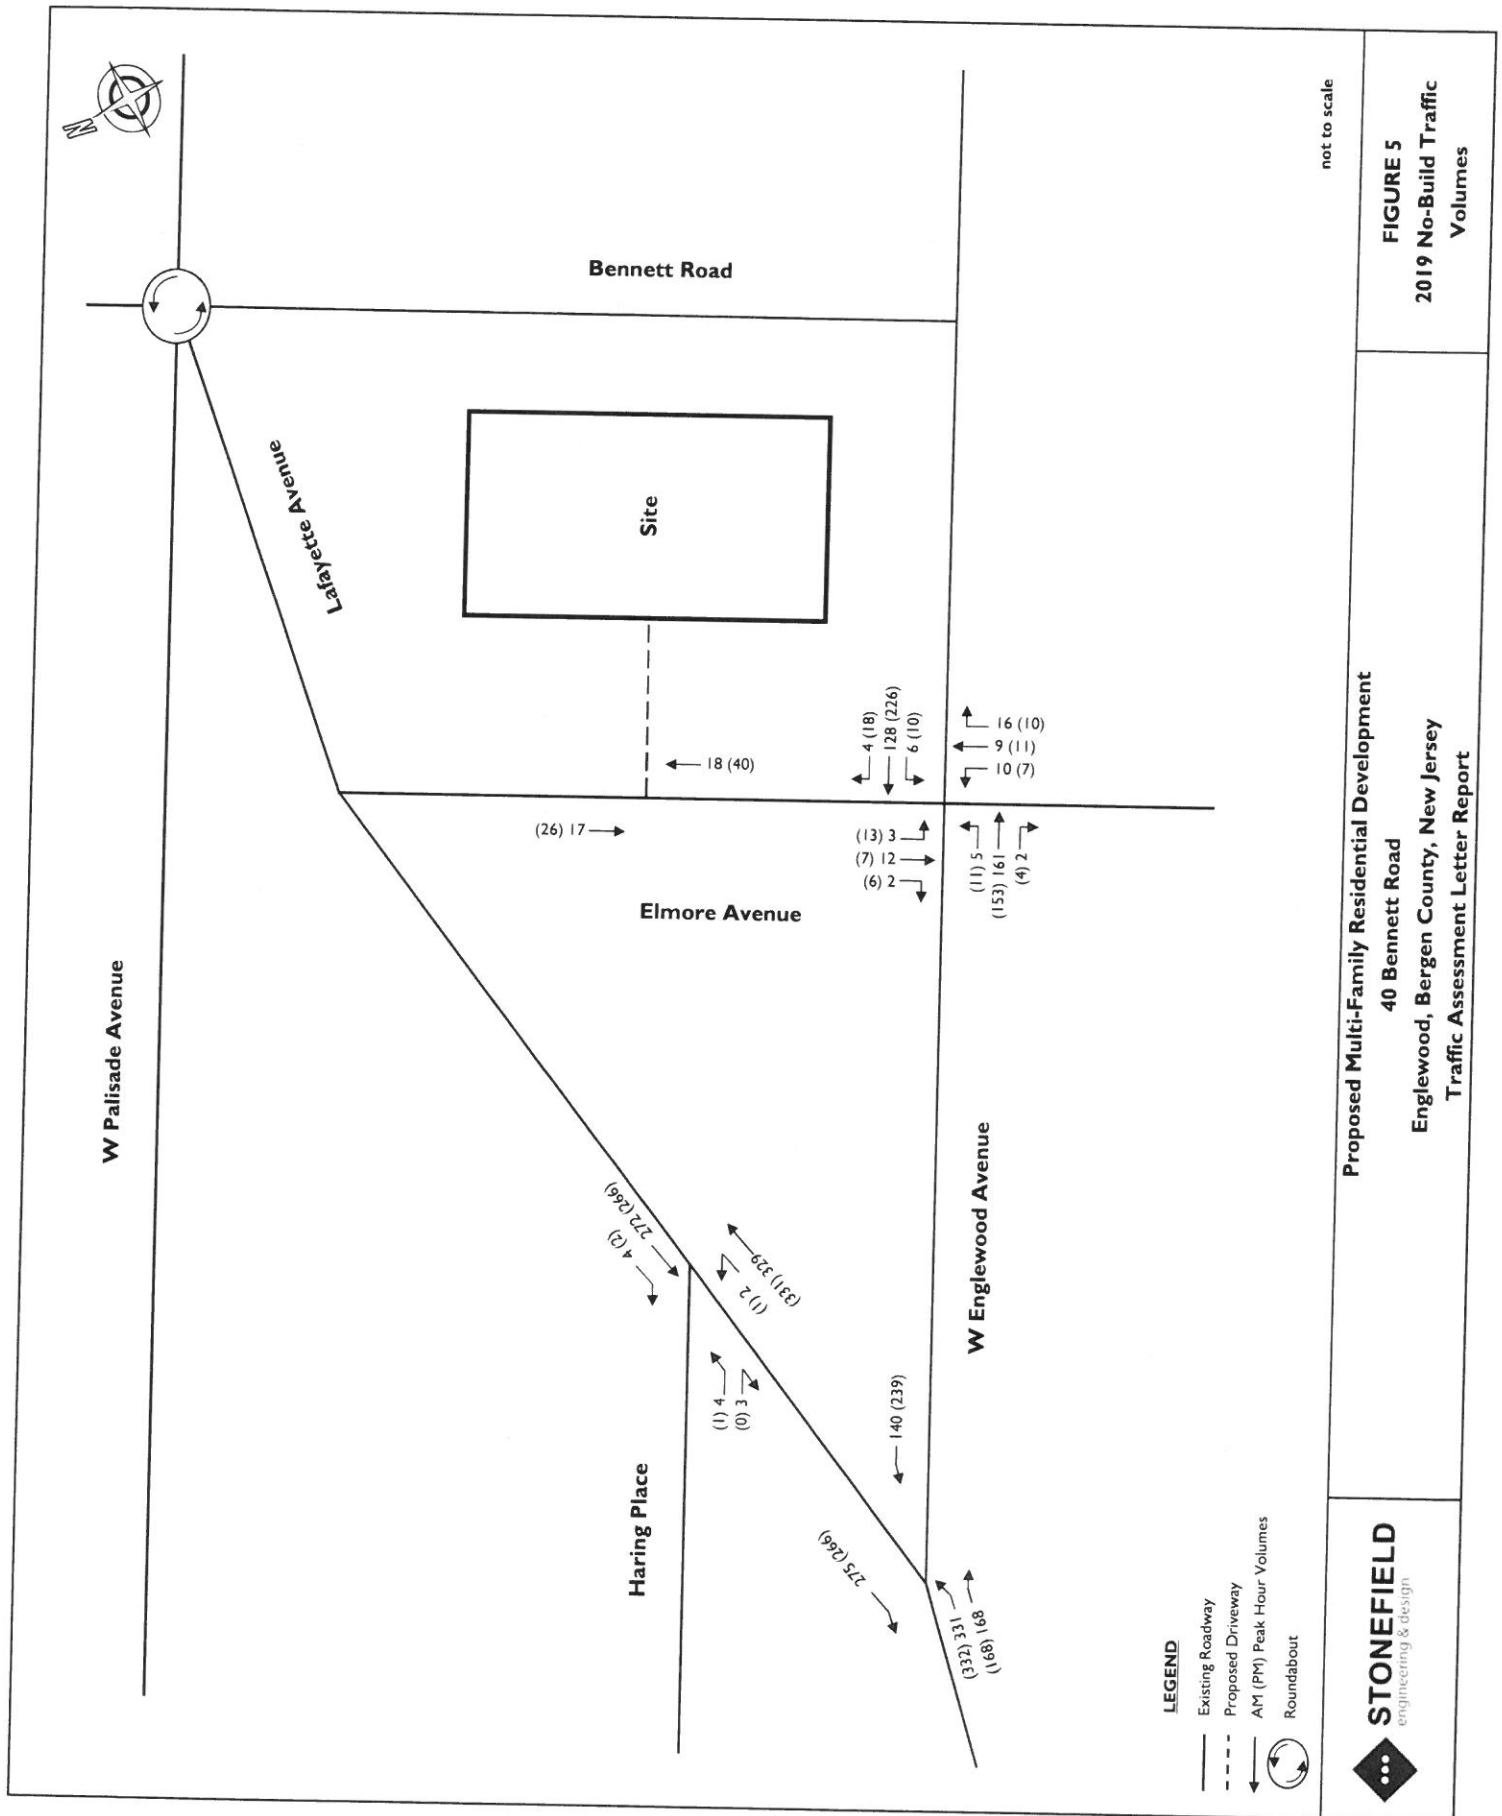 N
W Palisade Avenue
Lafayette Avenue
Bennett Road
Site
18 (40)
(26) 17
4 (18)
128 (226)
6 (10)
16 (10)
9 (11)
10 (7)
(13) 3
(7) 12
(6) 2
(11) 5
(153) 161
(4) 2
Elmore Avenue
4 (2)
272 (266)
(1) 2
(331) 329
(1) 4
(0) 3
Haring Place
W Englewood Avenue
140 (239)
275 (266)
(332) 331
(168) 168
LEGEND
Existing Roadway
Proposed Driveway
AM (PM) Peak Hour Volumes
Roundabout
not to scale
STONEFIELD
engineering & design
Proposed Multi-Family Residential Development
40 Bennett Road
Englewood, Bergen County, New Jersey
Traffic Assessment Letter Report
FIGURE 5
2019 No-Build Traffic
Volumes